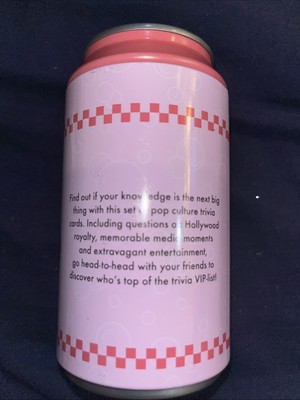 Find out if your knowledge is the next big
thing with this set of pop culture trivia
cards. Including questions on Hollywood
royalty, memorable media moments
and extravagant entertainment,
go head-to-head with your friends to
discover who's top of the trivia VIP-list!